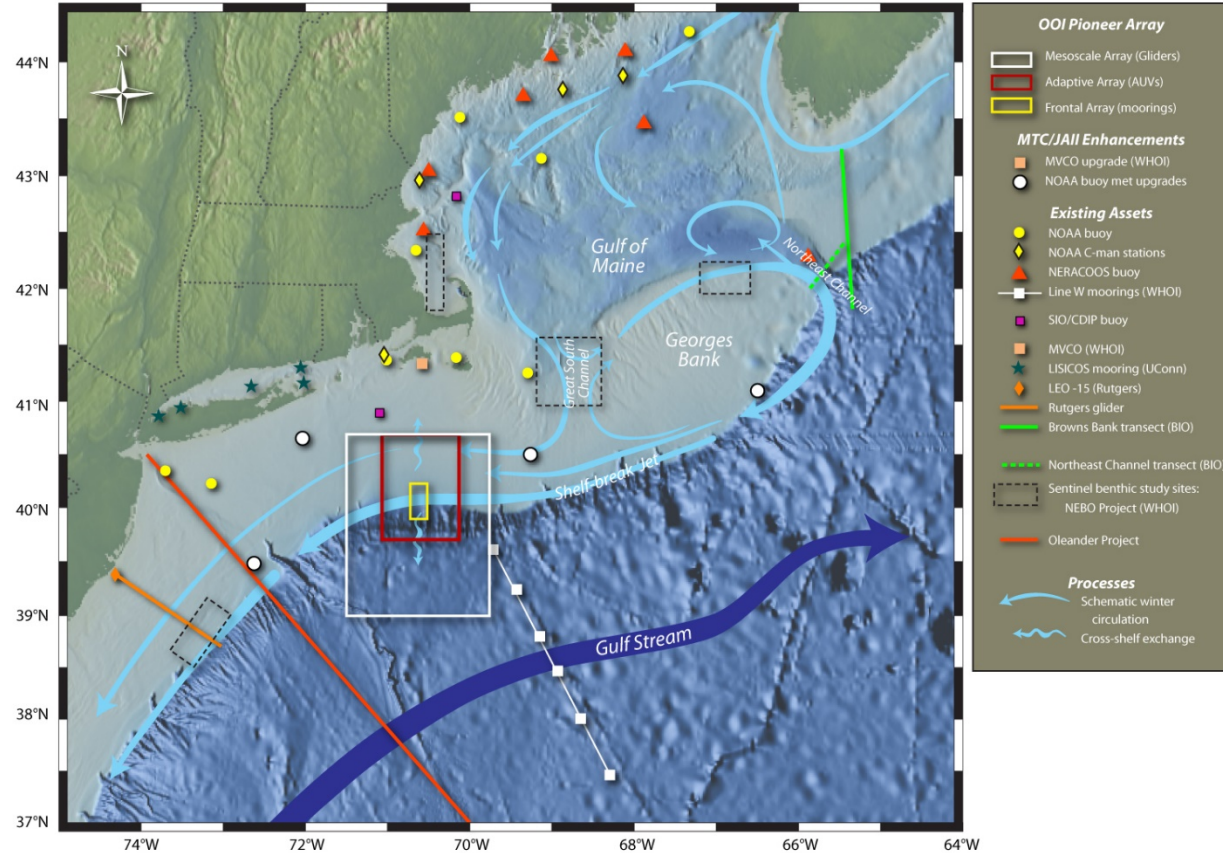 N
44°N
43°N
42°N
41°N
40°N
39°N
38°N
37°N
74°W
72°W
70°W
68°W
66°W
64°W
Gulf of
Maine
Northeast Channel
Georges
Bank
Great South
Channel
Shelf-break Jet
Gulf Stream
OOI Pioneer Array
Mesoscale Array (Gliders)
Adaptive Array (AUVs)
Frontal Array (moorings)
MTC/JAII Enhancements
MVCO upgrade (WHOI)
NOAA buoy met upgrades
Existing Assets
NOAA buoy
NOAA C-man stations
NERACOOS buoy
Line W moorings (WHOI)
SIO/CDIP buoy
MVCO (WHOI)
LISICOS mooring (UConn)
LEO -15 (Rutgers)
Rutgers glider
Browns Bank transect (BIO)
Northeast Channel transect (BIO
Sentinel benthic study sites:
NEBO Project (WHOI)
Oleander Project
Processes
Schematic winter
circulation
Cross-shelf exchange